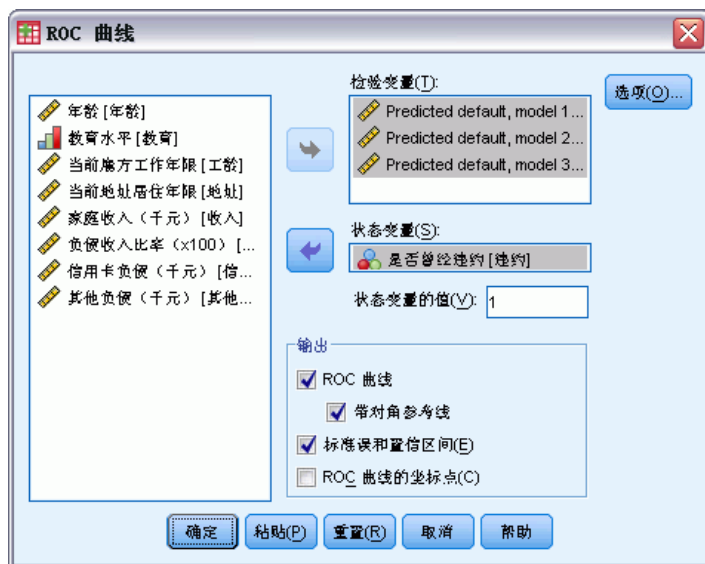 ROC 曲线
检验变量(T):
选项(O)...
年龄 [年龄]
教育水平 [教育]
当前雇方工作年限 [工龄]
当前地址居住年限 [地址]
家庭收入（千元） [收入]
负债收入比率（x100） [...
信用卡负债（千元） [信...
其他负债（千元） [其他...
Predicted default, model 1...
Predicted default, model 2...
Predicted default, model 3...
状态变量(S):
是否曾经违约 [违约]
状态变量的值(V):
1
输出
ROC 曲线
带对角参考线
标准误和置信区间(E)
ROC 曲线的坐标点(C)
确定
粘贴(P)
重置(R)
取消
帮助